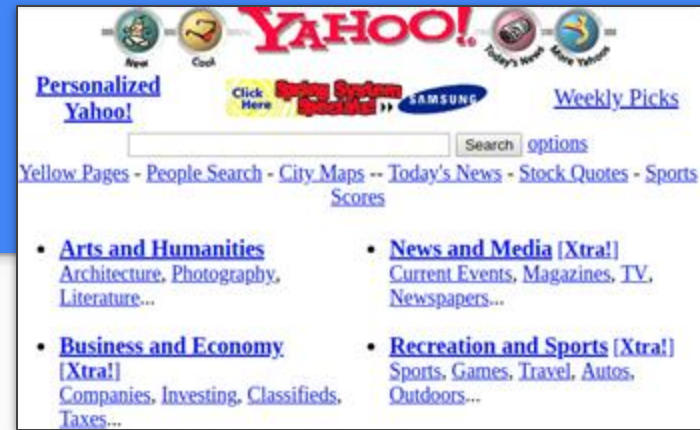 YAHOO!
New
Cool
Today's News
More Yahoos
Personalized
Yahoo!
Click
Here
Spring System
Specials!
SAMSUNG
Weekly Picks
Search options
Yellow Pages - People Search - City Maps -- Today's News - Stock Quotes - Sports
Scores
• Arts and Humanities
Architecture, Photography,
Literature...
• News and Media [Xtra!]
Current Events, Magazines, TV,
Newspapers...
• Business and Economy
[Xtra!]
Companies, Investing, Classifieds,
Taxes...
• Recreation and Sports [Xtra!]
Sports, Games, Travel, Autos,
Outdoors...